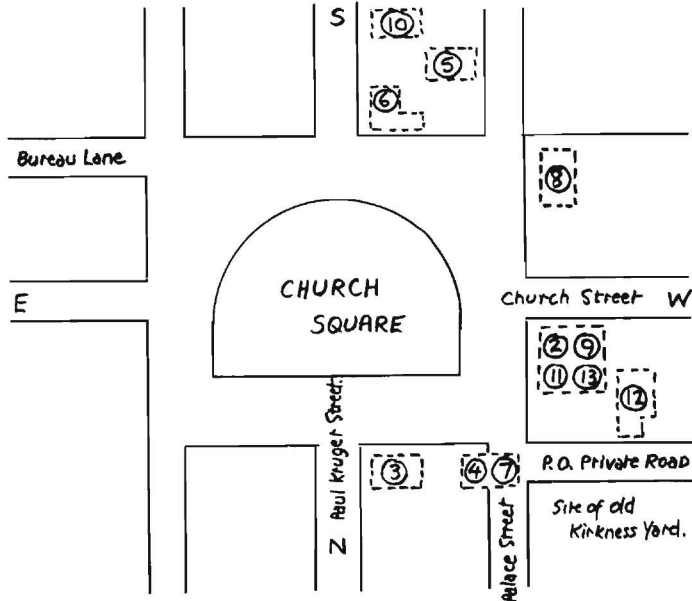 S
10
5
6
Bureau Lane
8
E
CHURCH
SQUARE
Church Street W
2 9
11 13
12
Paul Kruger Street.
3
4 7
P.O. Private Road
N
Palace Street
Site of old
Kirkness Yard.